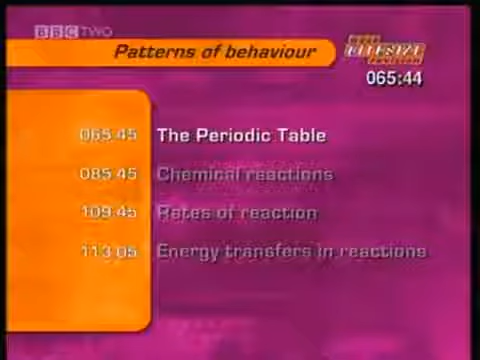 BBC TWO
Patterns of behaviour
BITESIZE
065:44
065:45 The Periodic Table
085:45 Chemical reactions
109:45 Rates of reaction
113:05 Energy transfers in reactions